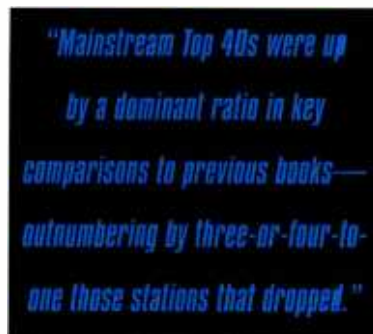 “Mainstream Top 40s were up
by a dominant ratio in key
comparisons to previous books—
outnumbering by three-or-four-to-
one those stations that dropped.”